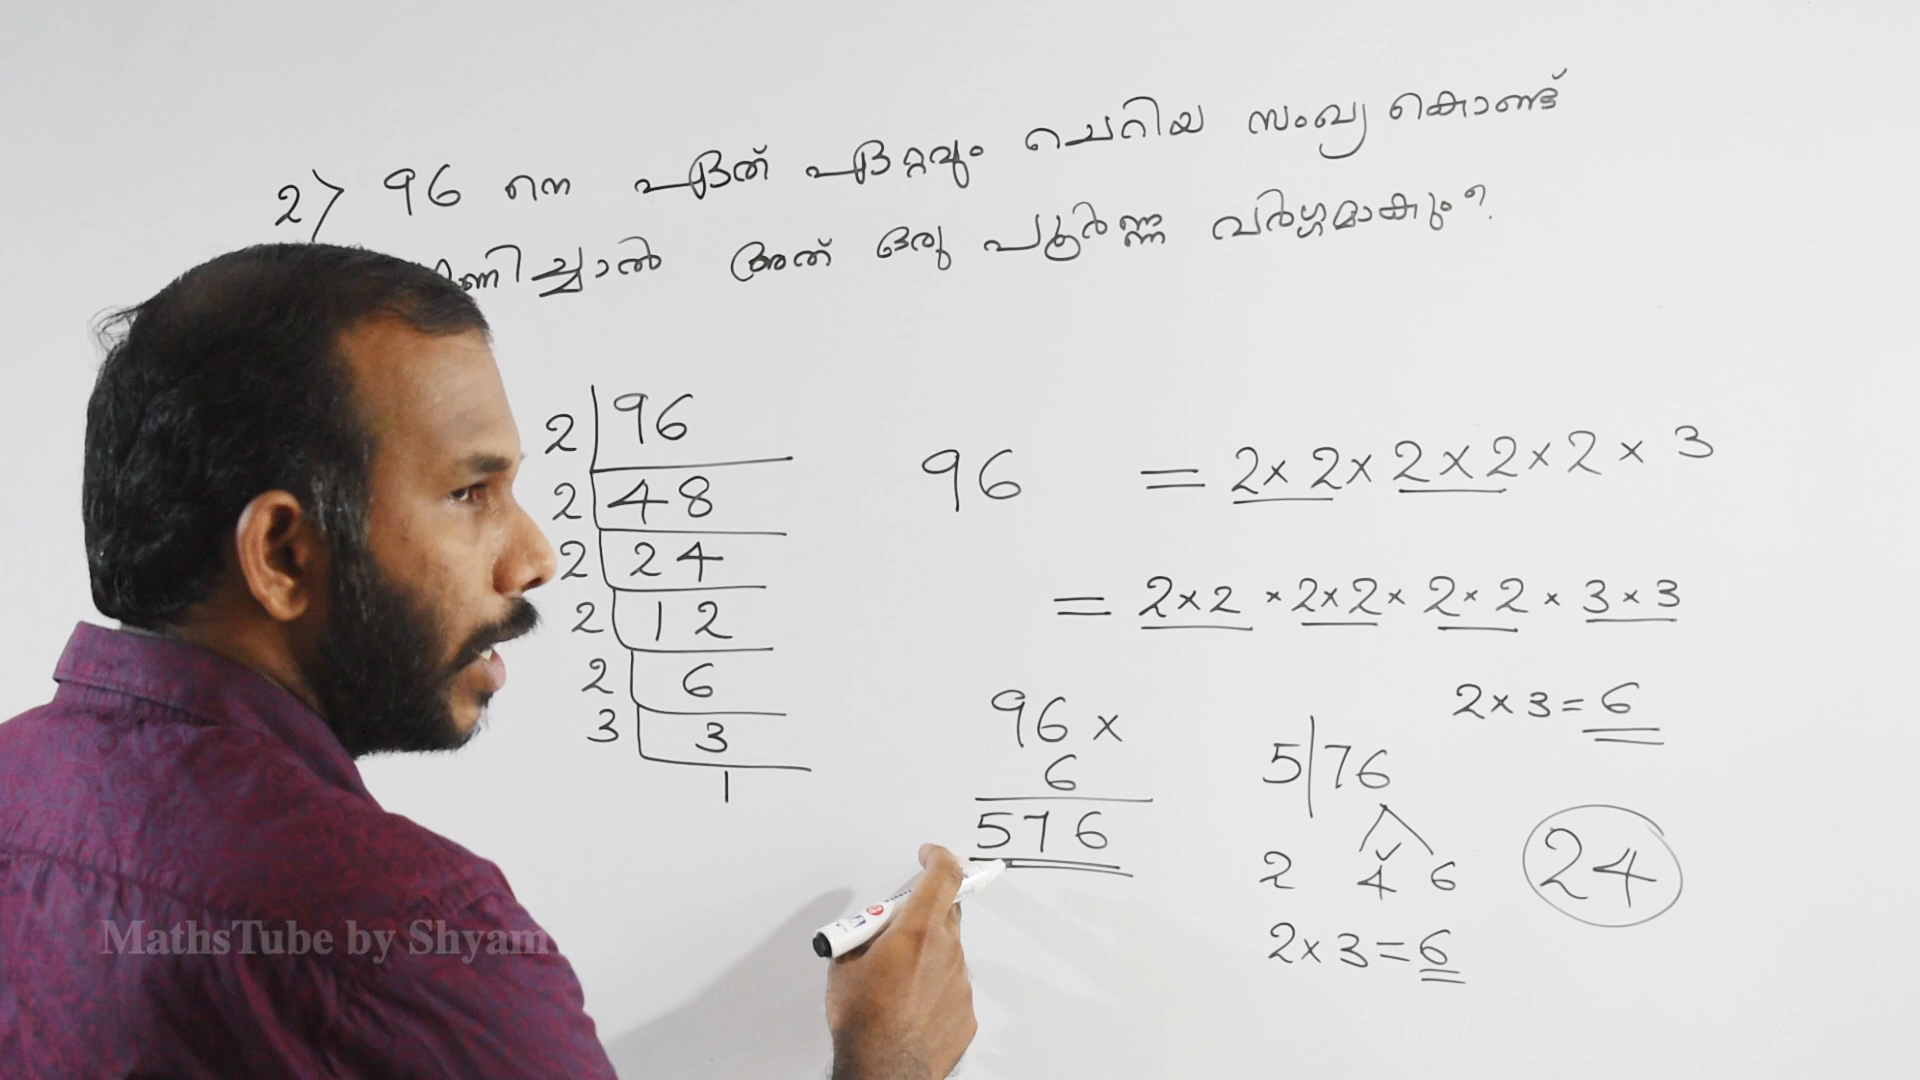 2) 96 നെ ഏത് ഏറ്റവും ചെറിയ സംഖ്യ കൊണ്ട്
അത് ഒരു പൂർണ്ണ വർഗ്ഗമാകും?
2 | 96
2 | 48
2 | 24
2 | 12
2 | 6
3 | 3
1
96 = 2 × 2 × 2 × 2 × 2 × 3
= 2 × 2 × 2 × 2 × 2 × 2 × 3 × 3
2 × 3 = 6
96 ×
6
576
5 | 76
2 4 6
2 × 3 = 6
24
MathsTube by Shyam